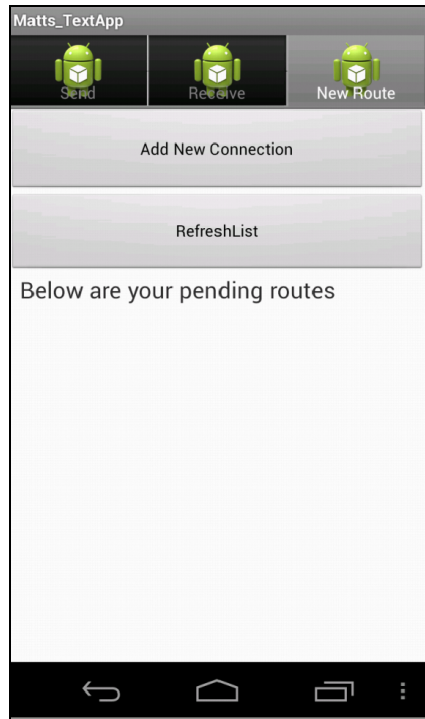 Matts_TextApp
Send Receive New Route
Add New Connection
RefreshList
Below are your pending routes